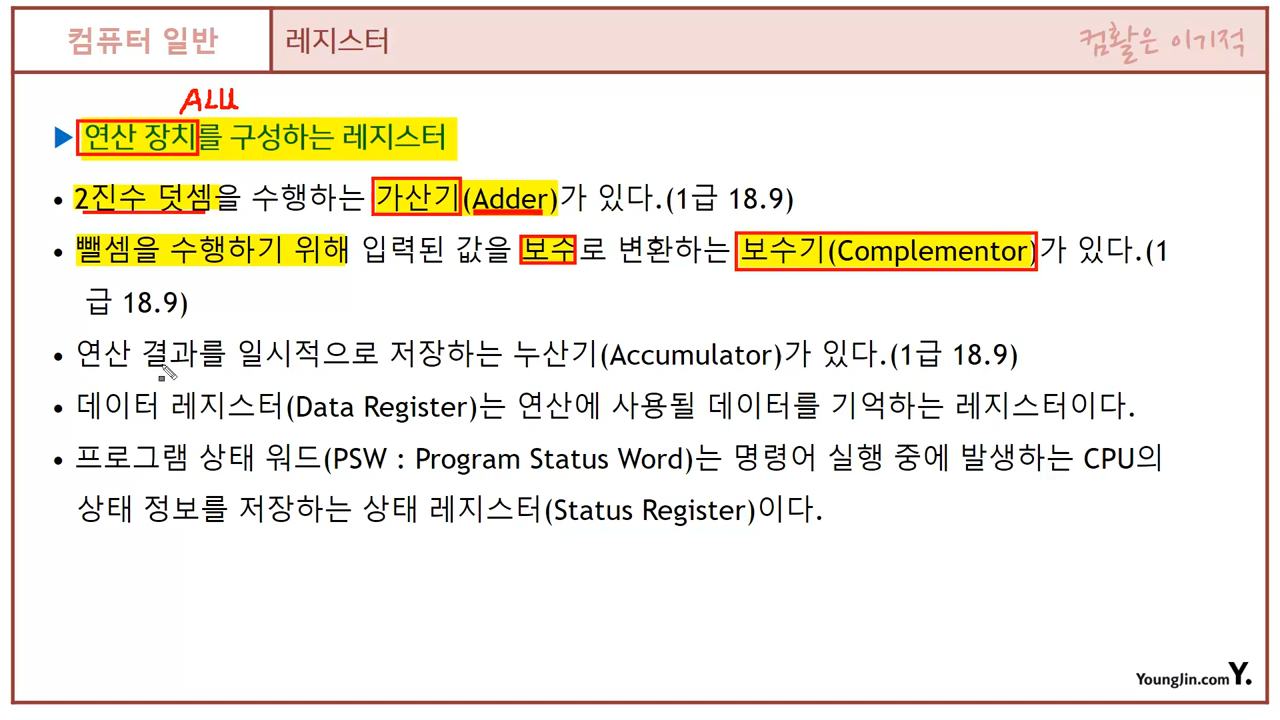 컴퓨터 일반
레지스터
컴활은 이기적
ALU
▶ 연산 장치를 구성하는 레지스터
• 2진수 덧셈을 수행하는 가산기(Adder)가 있다.(1급 18.9)
• 뺄셈을 수행하기 위해 입력된 값을 보수로 변환하는 보수기(Complementor)가 있다.(1
급 18.9)
• 연산 결과를 일시적으로 저장하는 누산기(Accumulator)가 있다.(1급 18.9)
• 데이터 레지스터(Data Register)는 연산에 사용될 데이터를 기억하는 레지스터이다.
• 프로그램 상태 워드(PSW : Program Status Word)는 명령어 실행 중에 발생하는 CPU의
상태 정보를 저장하는 상태 레지스터(Status Register)이다.
YoungJin.com Y.